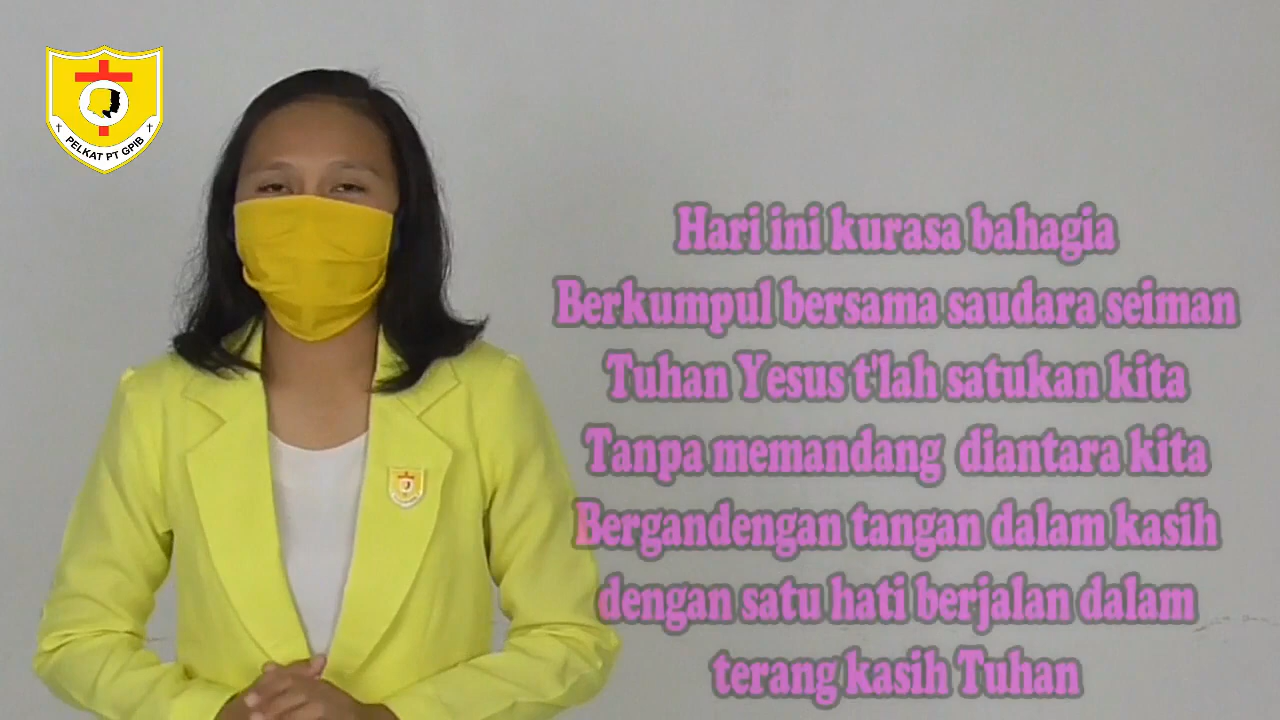 PELKAT PT GPIB
Hari ini kurasa bahagia
Berkumpul bersama saudara seiman
Tuhan Yesus t'lah satukan kita
Tanpa memandang diantara kita
Bergandengan tangan dalam kasih
dengan satu hati berjalan dalam
terang kasih Tuhan